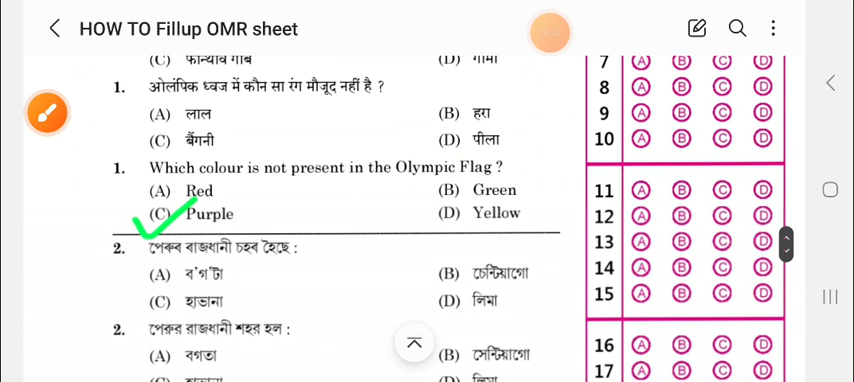 HOW TO Fillup OMR sheet
7 A B C D
1. ओलंपिक ध्वज में कौन सा रंग मौजूद नहीं है ?
8 A B C D
(A) लाल (B) हरा
9 A B C D
(C) बैंगनी (D) पीला
10 A B C D
1. Which colour is not present in the Olympic Flag ?
(A) Red (B) Green
11 A B C D
(C) Purple (D) Yellow
12 A B C D
2. পেৰুৰ ৰাজধানী চহৰ হৈছে :
13 A B C D
(A) ব'গ'টা (B) চেন্টিয়াগো
14 A B C D
(C) হাভানা (D) লিমা
15 A B C D
2. পেরুর রাজধানী শহর হল :
16 A B C D
(A) বগতা (B) সেন্টিয়াগো
17 A B C D